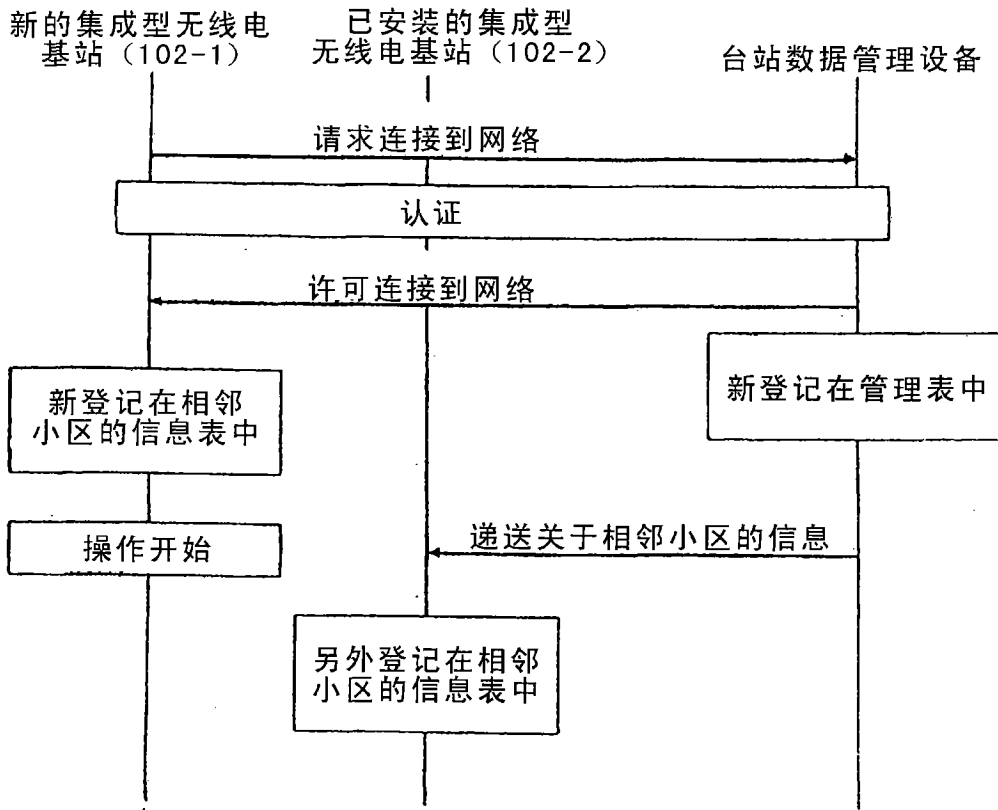 新的集成型无线电
基站（102-1）
已安装的集成型
无线电基站（102-2）
台站数据管理设备
请求连接到网络
认证
许可连接到网络
新登记在相邻
小区的信息表中
新登记在管理表中
操作开始
递送关于相邻小区的信息
另外登记在相邻
小区的信息表中